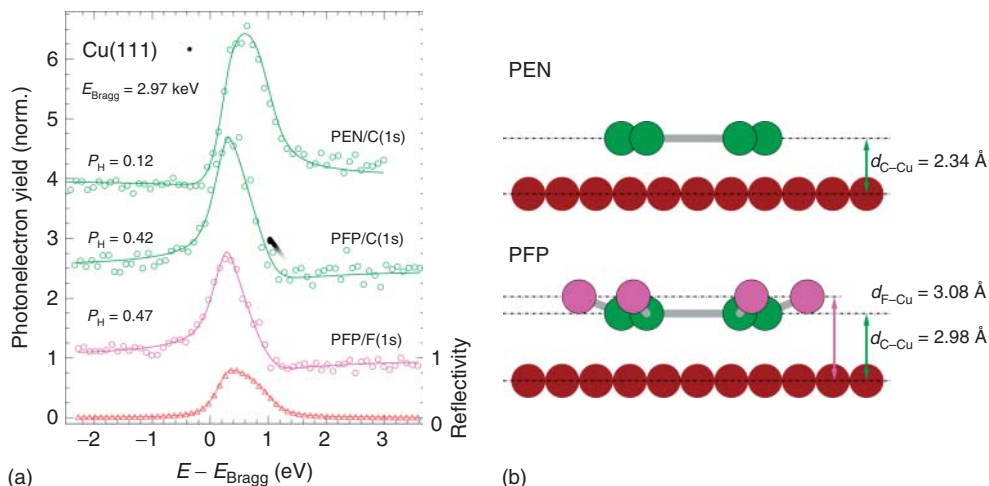 Cu(111)
E_Bragg = 2.97 keV
PEN/C(1s)
P_H = 0.12
PFP/C(1s)
P_H = 0.42
PFP/F(1s)
P_H = 0.47
Photonelectron yield (norm.)
6
5
4
3
2
1
0
1
0
Reflectivity
−2 −1 0 1 2 3
E − E_Bragg (eV)
(a)
PEN
d_C–Cu = 2.34 Å
PFP
d_F–Cu = 3.08 Å
d_C–Cu = 2.98 Å
(b)